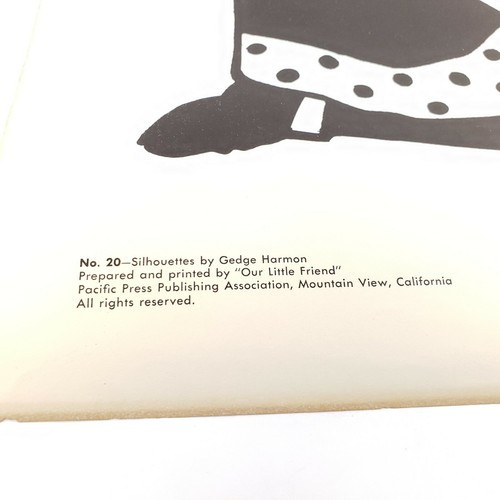 No. 20—Silhouettes by Gedge Harmon
Prepared and printed by "Our Little Friend"
Pacific Press Publishing Association, Mountain View, California
All rights reserved.